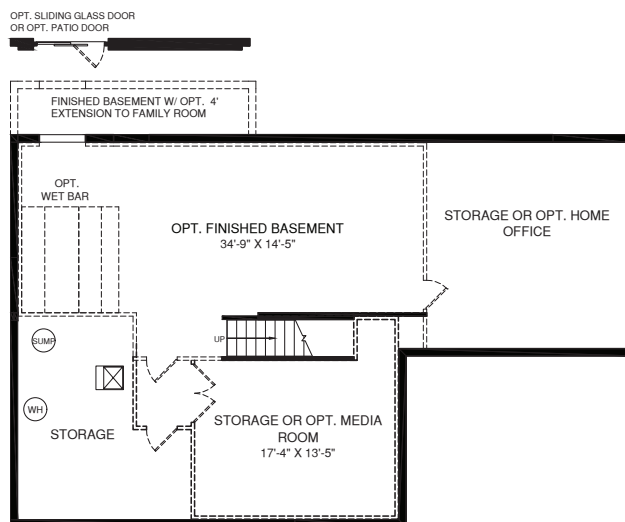 OPT. SLIDING GLASS DOOR
OR OPT. PATIO DOOR
FINISHED BASEMENT W/ OPT. 4'
EXTENSION TO FAMILY ROOM
OPT.
WET BAR
OPT. FINISHED BASEMENT
34'-9" X 14'-5"
STORAGE OR OPT. HOME
OFFICE
UP
SUMP
WH
STORAGE
STORAGE OR OPT. MEDIA
ROOM
17'-4" X 13'-5"